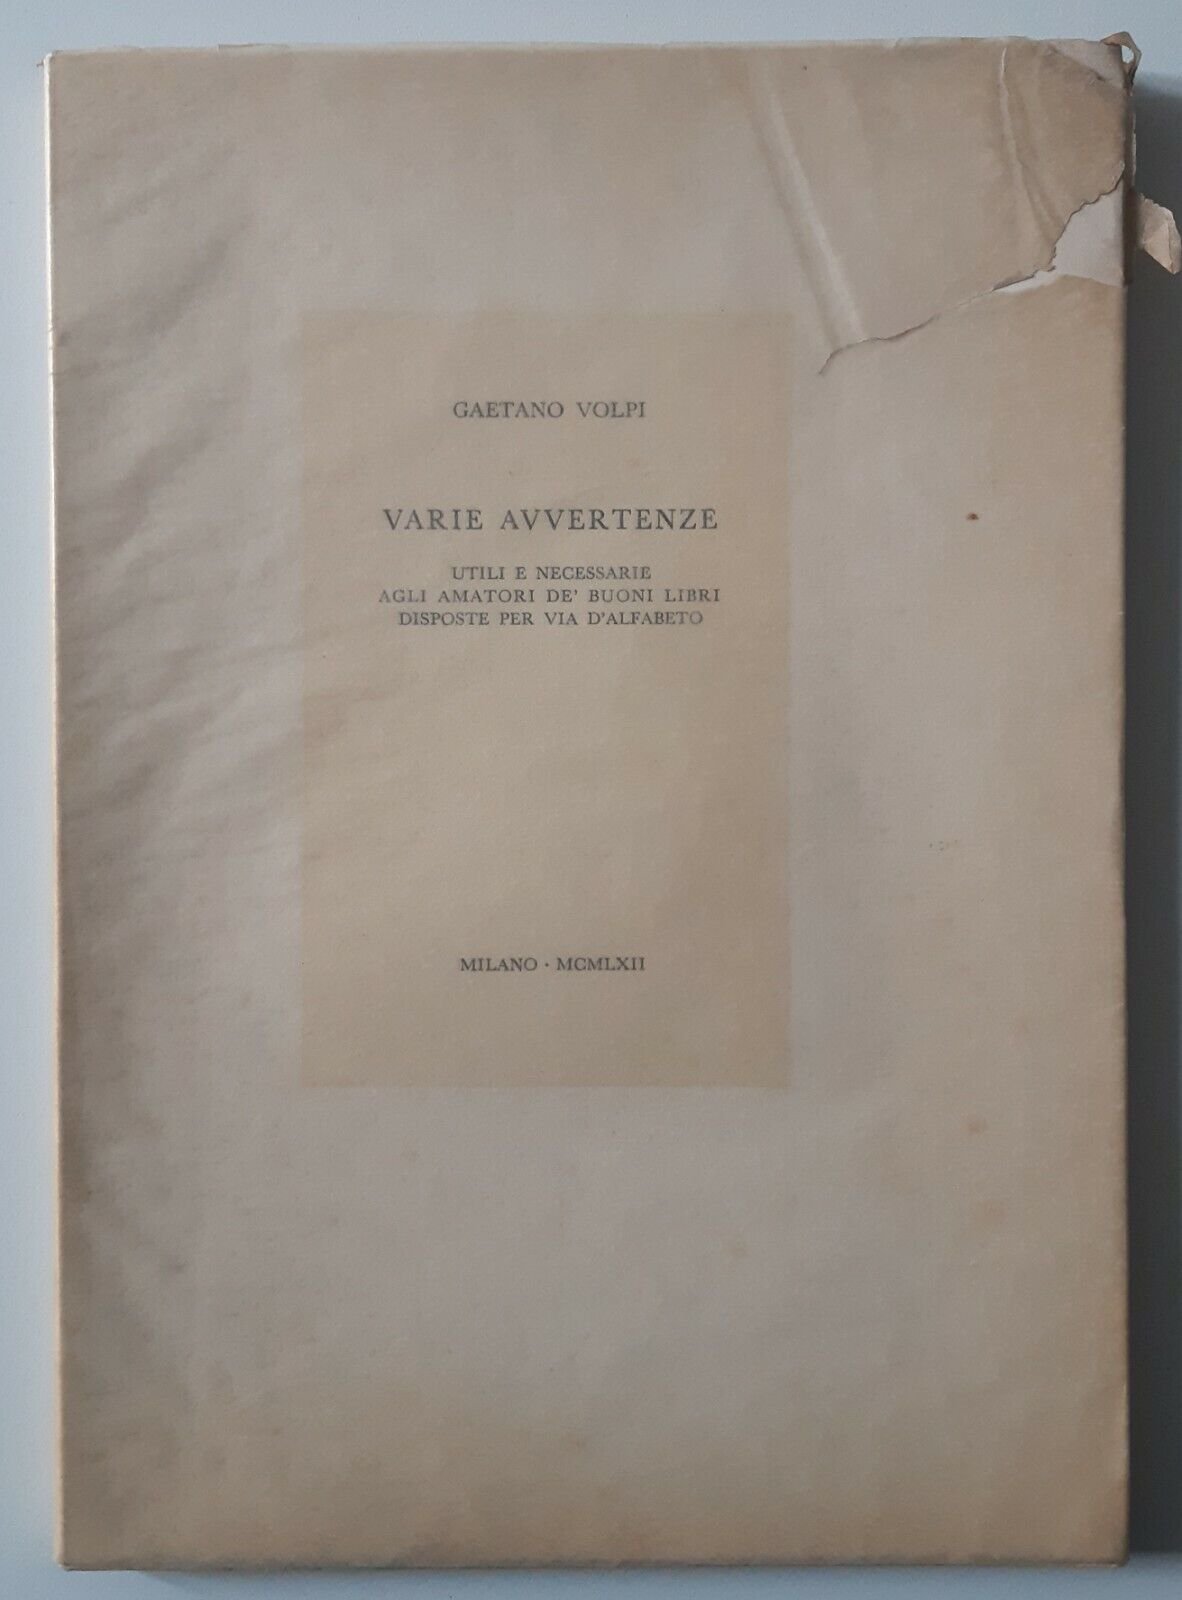 GAETANO VOLPI
VARIE AVVERTENZE
UTILI E NECESSARIE
AGLI AMATORI DE' BUONI LIBRI
DISPOSTE PER VIA D'ALFABETO
MILANO · MCMLXII